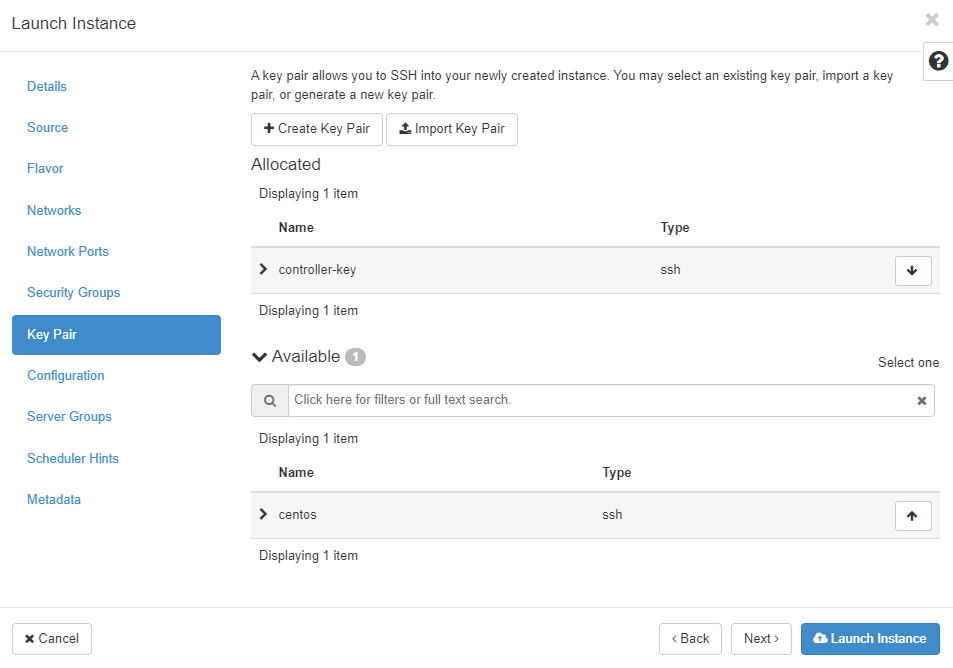 Launch Instance
Details
Source
Flavor
Networks
Network Ports
Security Groups
Key Pair
Configuration
Server Groups
Scheduler Hints
Metadata
A key pair allows you to SSH into your newly created instance. You may select an existing key pair, import a key
pair, or generate a new key pair.
Create Key Pair Import Key Pair
Allocated
Displaying 1 item
Name Type
controller-key ssh
Displaying 1 item
Available 1
Select one
Click here for filters or full text search.
Displaying 1 item
Name Type
centos ssh
Displaying 1 item
Cancel < Back Next > Launch Instance